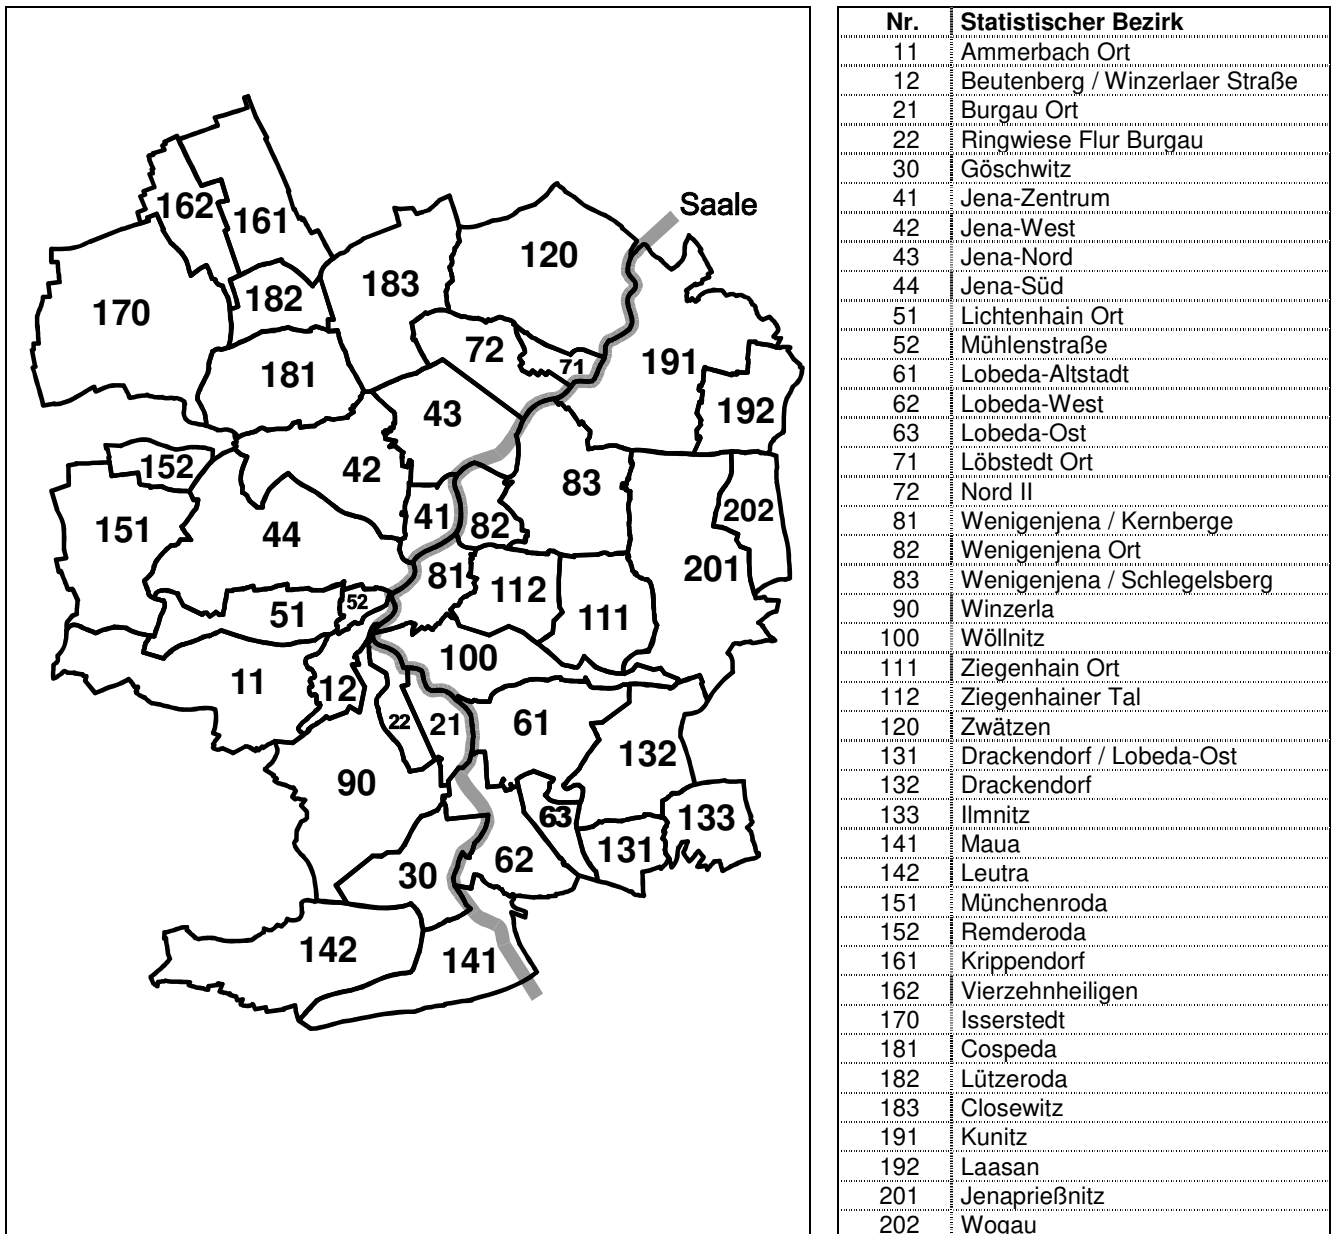 Saale
162
161
120
183
170
182
72
71
191
181
192
43
152
42
83
202
151
44
41
82
201
81
112
51
52
111
100
11
12
22
21
61
132
90
63
133
131
62
30
142
141
Nr. Statistischer Bezirk
11 Ammerbach Ort
12 Beutenberg / Winzerlaer Straße
21 Burgau Ort
22 Ringwiese Flur Burgau
30 Göschwitz
41 Jena-Zentrum
42 Jena-West
43 Jena-Nord
44 Jena-Süd
51 Lichtenhain Ort
52 Mühlenstraße
61 Lobeda-Altstadt
62 Lobeda-West
63 Lobeda-Ost
71 Löbstedt Ort
72 Nord II
81 Wenigenjena / Kernberge
82 Wenigenjena Ort
83 Wenigenjena / Schlegelsberg
90 Winzerla
100 Wöllnitz
111 Ziegenhain Ort
112 Ziegenhainer Tal
120 Zwätzen
131 Drackendorf / Lobeda-Ost
132 Drackendorf
133 Ilmnitz
141 Maua
142 Leutra
151 Münchenroda
152 Remderoda
161 Krippendorf
162 Vierzehnheiligen
170 Isserstedt
181 Cospeda
182 Lützeroda
183 Closewitz
191 Kunitz
192 Laasan
201 Jenaprießnitz
202 Wogau